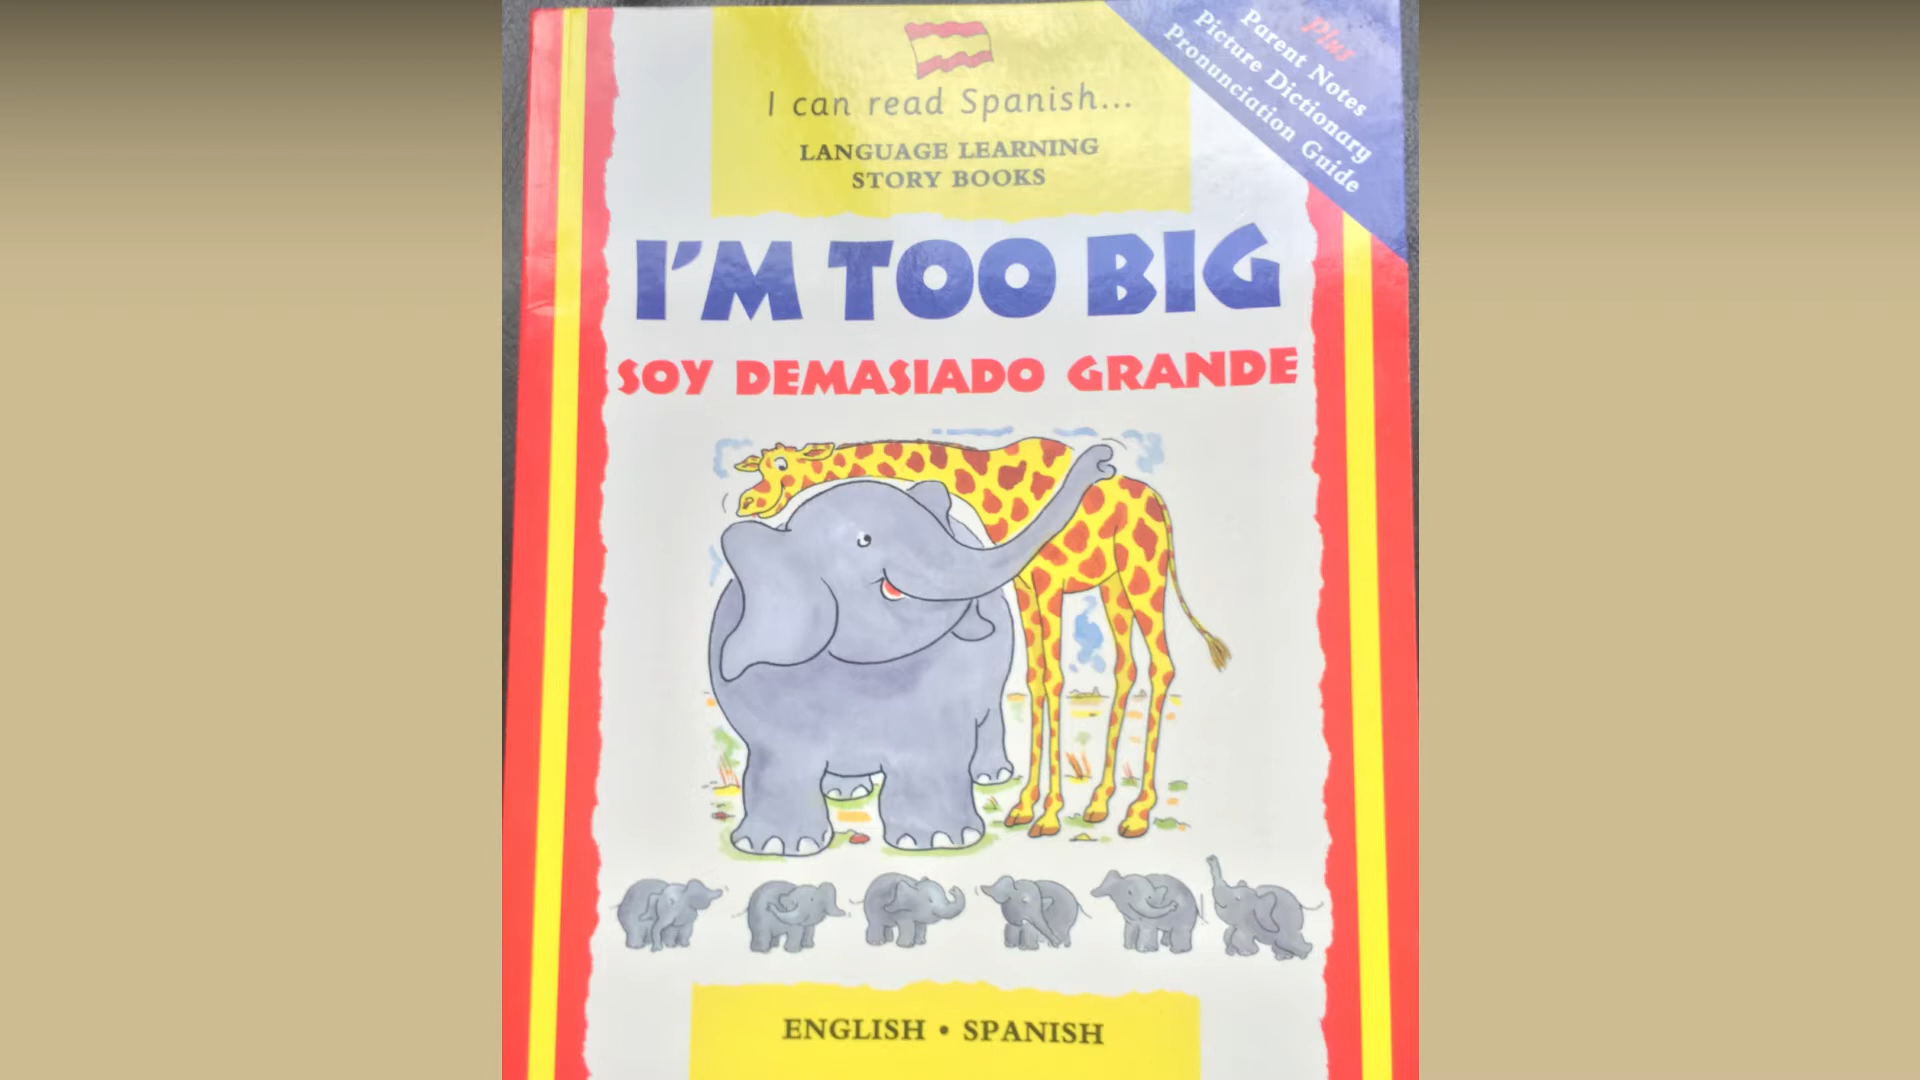 Plus
Parent Notes
Picture Dictionary
Pronunciation Guide
I can read Spanish...
LANGUAGE LEARNING
STORY BOOKS
I'M TOO BIG
SOY DEMASIADO GRANDE
ENGLISH • SPANISH